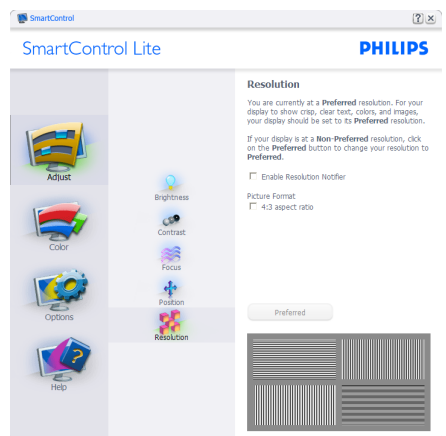 SmartControl
SmartControl Lite
PHILIPS
Adjust
Color
Options
Help
Brightness
Contrast
Focus
Position
Resolution
Resolution
You are currently at a Preferred resolution. For your
display to show crisp, clear text, colors, and images,
your display should be set to its Preferred resolution.
If your display is at a Non-Preferred resolution, click
on the Preferred button to change your resolution to
Preferred.
Enable Resolution Notifier
Picture Format
4:3 aspect ratio
Preferred